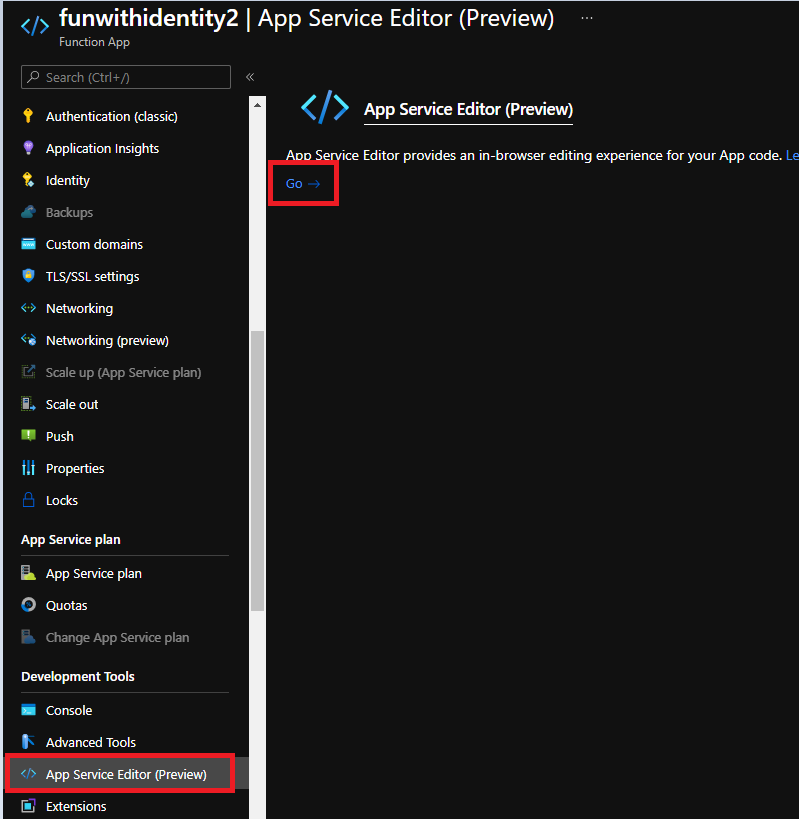 funwithidentity2 | App Service Editor (Preview) ...
Function App
Search (Ctrl+/)
«
Authentication (classic)
Application Insights
Identity
Backups
Custom domains
TLS/SSL settings
Networking
Networking (preview)
Scale up (App Service plan)
Scale out
Push
Properties
Locks
App Service plan
App Service plan
Quotas
Change App Service plan
Development Tools
Console
Advanced Tools
App Service Editor (Preview)
Extensions
App Service Editor (Preview)
App Service Editor provides an in-browser editing experience for your App code. Le
Go →